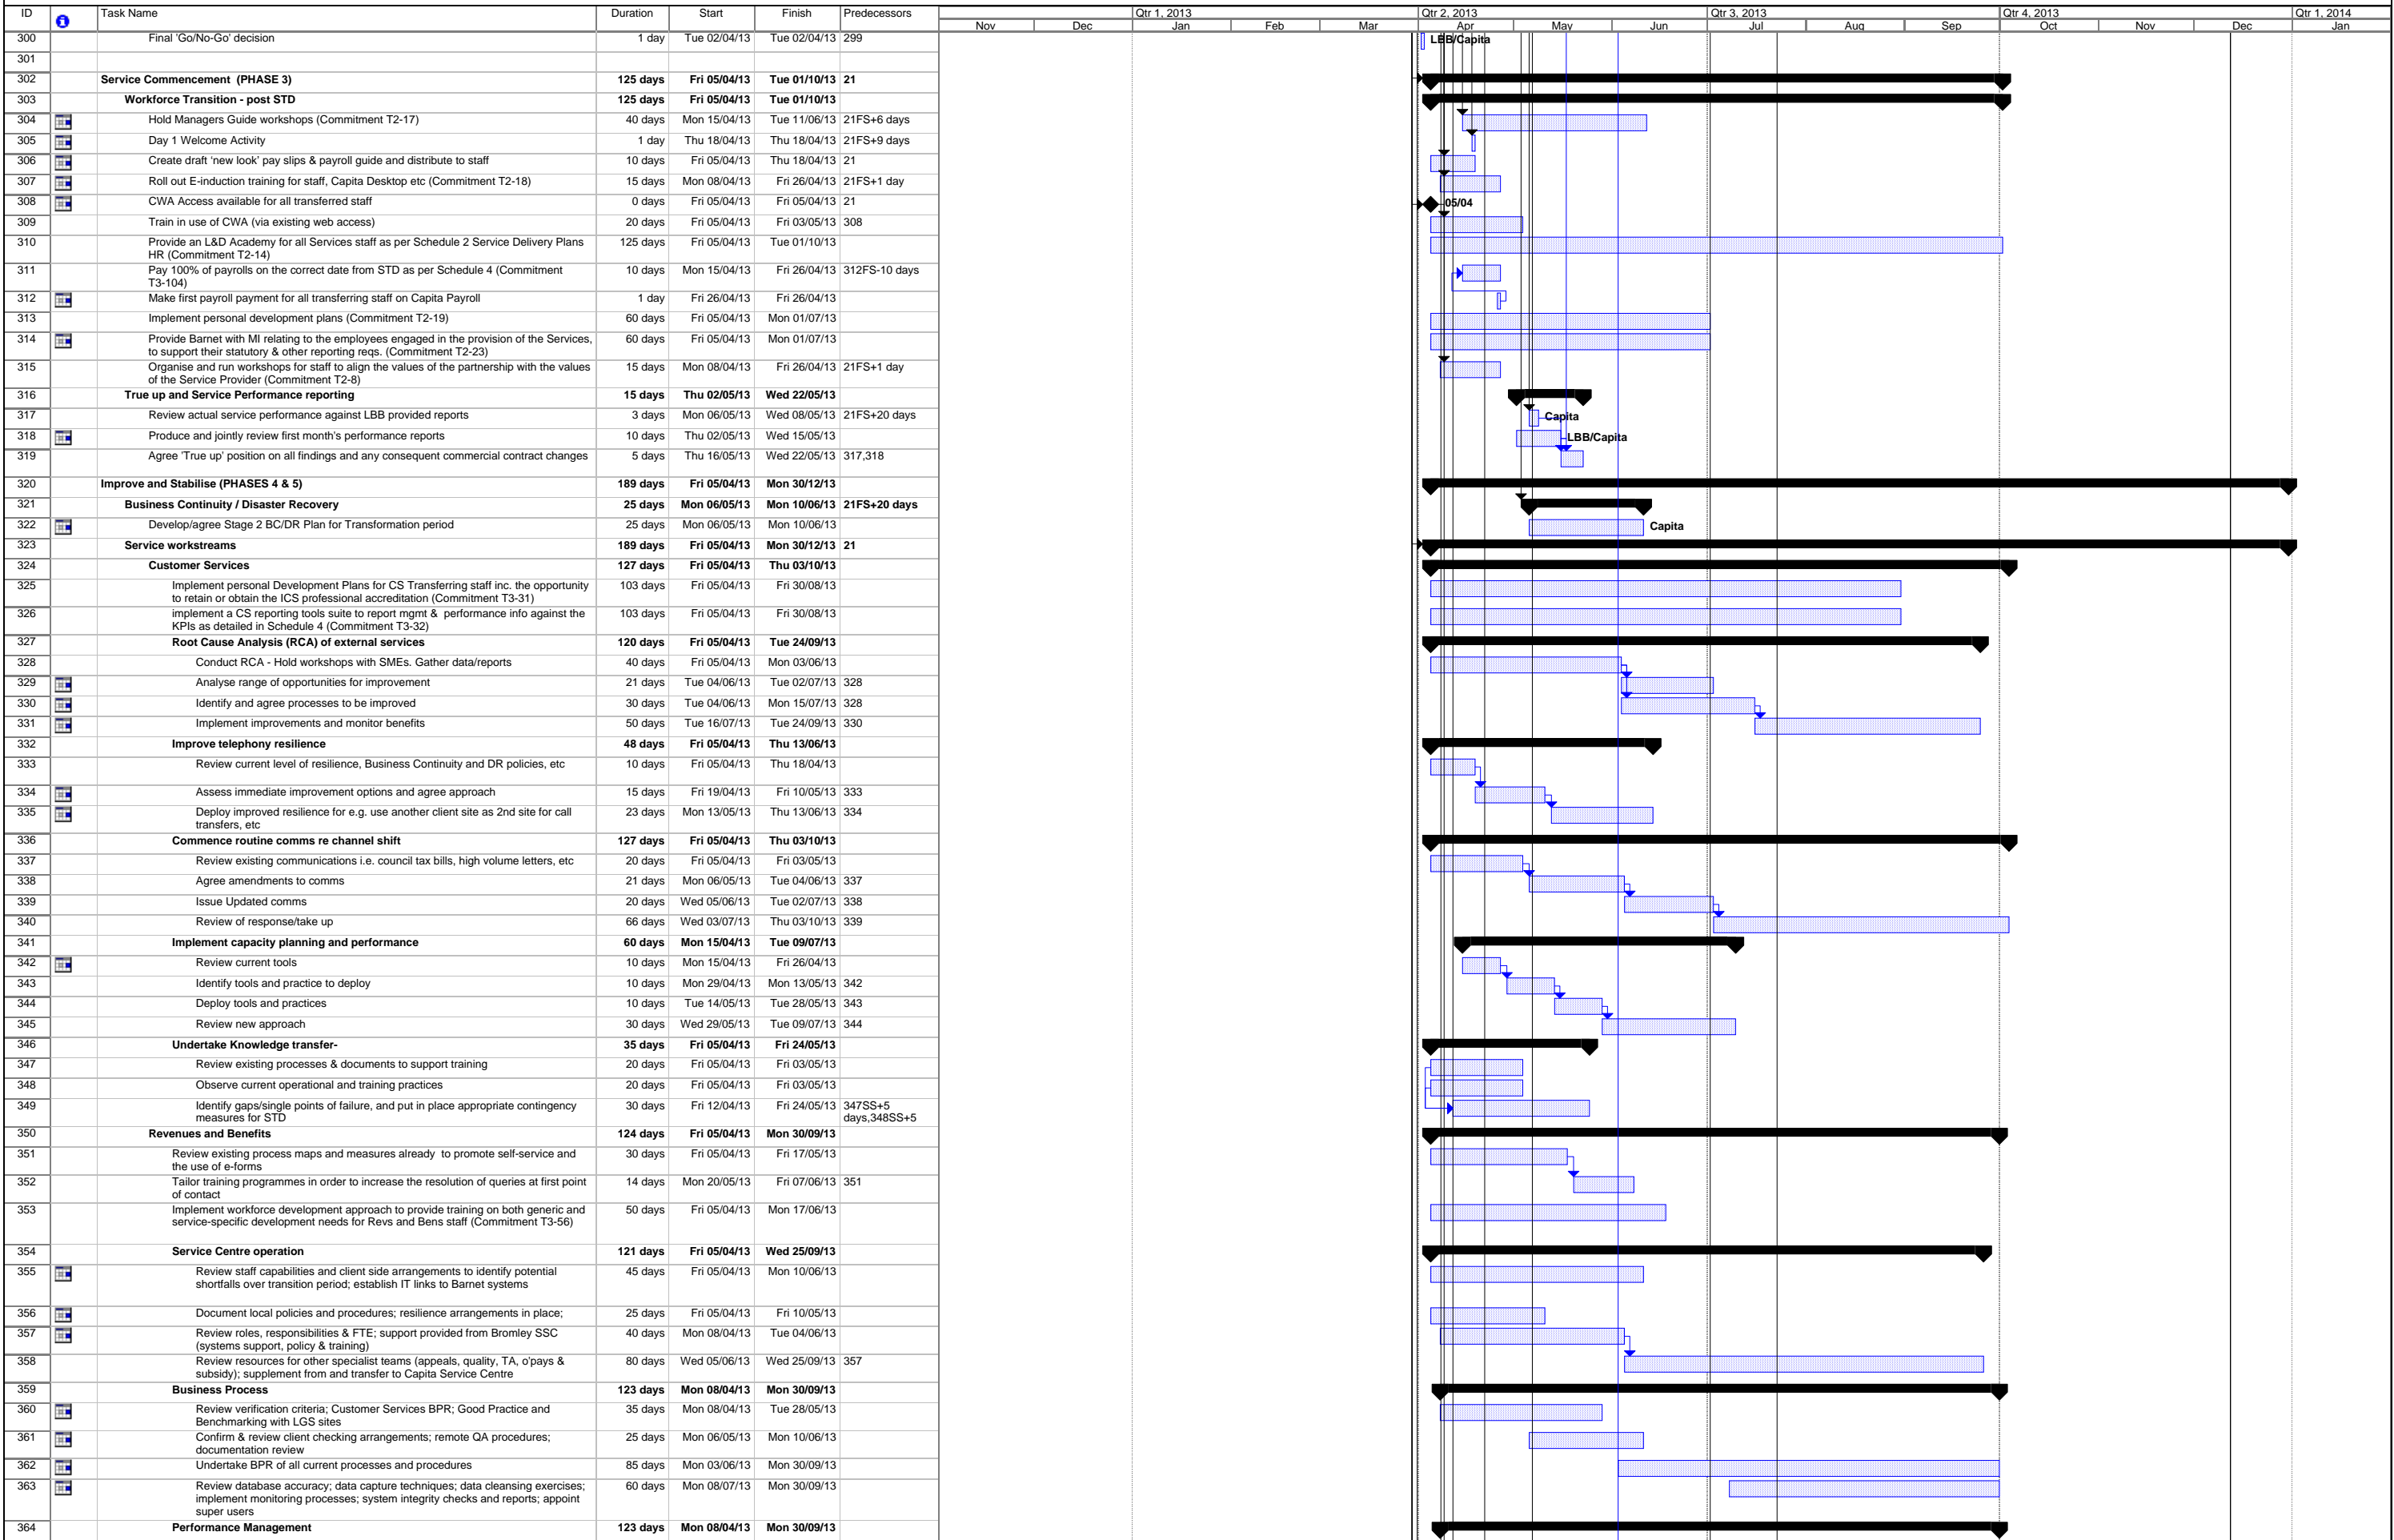 ID Task Name Duration Start Finish Predecessors
Qtr 1, 2013 Qtr 2, 2013 Qtr 3, 2013 Qtr 4, 2013 Qtr 1, 2014
Nov Dec Jan Feb Mar Apr May Jun Jul Aug Sep Oct Nov Dec Jan
300 Final 'Go/No-Go' decision 1 day Tue 02/04/13 Tue 02/04/13 299 LBB/Capita
301
302 Service Commencement (PHASE 3) 125 days Fri 05/04/13 Tue 01/10/13 21
303 Workforce Transition - post STD 125 days Fri 05/04/13 Tue 01/10/13
304 Hold Managers Guide workshops (Commitment T2-17) 40 days Mon 15/04/13 Tue 11/06/13 21FS+6 days
305 Day 1 Welcome Activity 1 day Thu 18/04/13 Thu 18/04/13 21FS+9 days
306 Create draft 'new look' pay slips & payroll guide and distribute to staff 10 days Fri 05/04/13 Thu 18/04/13 21
307 Roll out E-induction training for staff, Capita Desktop etc (Commitment T2-18) 15 days Mon 08/04/13 Fri 26/04/13 21FS+1 day
308 CWA Access available for all transferred staff 0 days Fri 05/04/13 Fri 05/04/13 21 05/04
309 Train in use of CWA (via existing web access) 20 days Fri 05/04/13 Fri 03/05/13 308
310 Provide an L&D Academy for all Services staff as per Schedule 2 Service Delivery Plans 125 days Fri 05/04/13 Tue 01/10/13
HR (Commitment T2-14)
311 Pay 100% of payrolls on the correct date from STD as per Schedule 4 (Commitment 10 days Mon 15/04/13 Fri 26/04/13 312FS-10 days
T3-104)
312 Make first payroll payment for all transferring staff on Capita Payroll 1 day Fri 26/04/13 Fri 26/04/13
313 Implement personal development plans (Commitment T2-19) 60 days Fri 05/04/13 Mon 01/07/13
314 Provide Barnet with MI relating to the employees engaged in the provision of the Services, 60 days Fri 05/04/13 Mon 01/07/13
to support their statutory & other reporting reqs. (Commitment T2-23)
315 Organise and run workshops for staff to align the values of the partnership with the values 15 days Mon 08/04/13 Fri 26/04/13 21FS+1 day
of the Service Provider (Commitment T2-8)
316 True up and Service Performance reporting 15 days Thu 02/05/13 Wed 22/05/13
317 Review actual service performance against LBB provided reports 3 days Mon 06/05/13 Wed 08/05/13 21FS+20 days Capita
318 Produce and jointly review first month's performance reports 10 days Thu 02/05/13 Wed 15/05/13 LBB/Capita
319 Agree 'True up' position on all findings and any consequent commercial contract changes 5 days Thu 16/05/13 Wed 22/05/13 317,318
320 Improve and Stabilise (PHASES 4 & 5) 189 days Fri 05/04/13 Mon 30/12/13
321 Business Continuity / Disaster Recovery 25 days Mon 06/05/13 Mon 10/06/13 21FS+20 days
322 Develop/agree Stage 2 BC/DR Plan for Transformation period 25 days Mon 06/05/13 Mon 10/06/13 Capita
323 Service workstreams 189 days Fri 05/04/13 Mon 30/12/13 21
324 Customer Services 127 days Fri 05/04/13 Thu 03/10/13
325 Implement personal Development Plans for CS Transferring staff inc. the opportunity 103 days Fri 05/04/13 Fri 30/08/13
to retain or obtain the ICS professional accreditation (Commitment T3-31)
326 implement a CS reporting tools suite to report mgmt & performance info against the 103 days Fri 05/04/13 Fri 30/08/13
KPIs as detailed in Schedule 4 (Commitment T3-32)
327 Root Cause Analysis (RCA) of external services 120 days Fri 05/04/13 Tue 24/09/13
328 Conduct RCA - Hold workshops with SMEs. Gather data/reports 40 days Fri 05/04/13 Mon 03/06/13
329 Analyse range of opportunities for improvement 21 days Tue 04/06/13 Tue 02/07/13 328
330 Identify and agree processes to be improved 30 days Tue 04/06/13 Mon 15/07/13 328
331 Implement improvements and monitor benefits 50 days Tue 16/07/13 Tue 24/09/13 330
332 Improve telephony resilience 48 days Fri 05/04/13 Thu 13/06/13
333 Review current level of resilience, Business Continuity and DR policies, etc 10 days Fri 05/04/13 Thu 18/04/13
334 Assess immediate improvement options and agree approach 15 days Fri 19/04/13 Fri 10/05/13 333
335 Deploy improved resilience for e.g. use another client site as 2nd site for call 23 days Mon 13/05/13 Thu 13/06/13 334
transfers, etc
336 Commence routine comms re channel shift 127 days Fri 05/04/13 Thu 03/10/13
337 Review existing communications i.e. council tax bills, high volume letters, etc 20 days Fri 05/04/13 Fri 03/05/13
338 Agree amendments to comms 21 days Mon 06/05/13 Tue 04/06/13 337
339 Issue Updated comms 20 days Wed 05/06/13 Tue 02/07/13 338
340 Review of response/take up 66 days Wed 03/07/13 Thu 03/10/13 339
341 Implement capacity planning and performance 60 days Mon 15/04/13 Tue 09/07/13
342 Review current tools 10 days Mon 15/04/13 Fri 26/04/13
343 Identify tools and practice to deploy 10 days Mon 29/04/13 Mon 13/05/13 342
344 Deploy tools and practices 10 days Tue 14/05/13 Tue 28/05/13 343
345 Review new approach 30 days Wed 29/05/13 Tue 09/07/13 344
346 Undertake Knowledge transfer- 35 days Fri 05/04/13 Fri 24/05/13
347 Review existing processes & documents to support training 20 days Fri 05/04/13 Fri 03/05/13
348 Observe current operational and training practices 20 days Fri 05/04/13 Fri 03/05/13
349 Identify gaps/single points of failure, and put in place appropriate contingency 30 days Fri 12/04/13 Fri 24/05/13 347SS+5
measures for STD days,348SS+5
350 Revenues and Benefits 124 days Fri 05/04/13 Mon 30/09/13
351 Review existing process maps and measures already to promote self-service and 30 days Fri 05/04/13 Fri 17/05/13
the use of e-forms
352 Tailor training programmes in order to increase the resolution of queries at first point 14 days Mon 20/05/13 Fri 07/06/13 351
of contact
353 Implement workforce development approach to provide training on both generic and 50 days Fri 05/04/13 Mon 17/06/13
service-specific development needs for Revs and Bens staff (Commitment T3-56)
354 Service Centre operation 121 days Fri 05/04/13 Wed 25/09/13
355 Review staff capabilities and client side arrangements to identify potential 45 days Fri 05/04/13 Mon 10/06/13
shortfalls over transition period; establish IT links to Barnet systems
356 Document local policies and procedures; resilience arrangements in place; 25 days Fri 05/04/13 Fri 10/05/13
357 Review roles, responsibilities & FTE; support provided from Bromley SSC 40 days Mon 08/04/13 Tue 04/06/13
(systems support, policy & training)
358 Review resources for other specialist teams (appeals, quality, TA, o'pays & 80 days Wed 05/06/13 Wed 25/09/13 357
subsidy); supplement from and transfer to Capita Service Centre
359 Business Process 123 days Mon 08/04/13 Mon 30/09/13
360 Review verification criteria; Customer Services BPR; Good Practice and 35 days Mon 08/04/13 Tue 28/05/13
Benchmarking with LGS sites
361 Confirm & review client checking arrangements; remote QA procedures; 25 days Mon 06/05/13 Mon 10/06/13
documentation review
362 Undertake BPR of all current processes and procedures 85 days Mon 03/06/13 Mon 30/09/13
363 Review database accuracy; data capture techniques; data cleansing exercises; 60 days Mon 08/07/13 Mon 30/09/13
implement monitoring processes; system integrity checks and reports; appoint
super users
364 Performance Management 123 days Mon 08/04/13 Mon 30/09/13